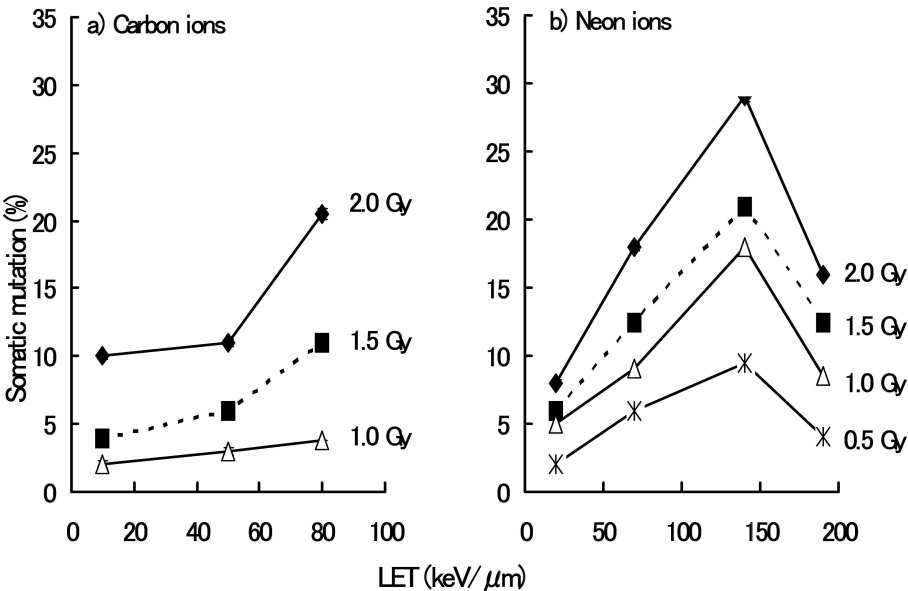 a) Carbon ions
35
30
25
20
15
10
5
0
2.0 Gy
1.5 Gy
1.0 Gy
0 20 40 60 80 100
Somatic mutation (%)
b) Neon ions
35
30
25
20
15
10
5
0
2.0 Gy
1.5 Gy
1.0 Gy
0.5 Gy
0 50 100 150 200
LET (keV/μm)